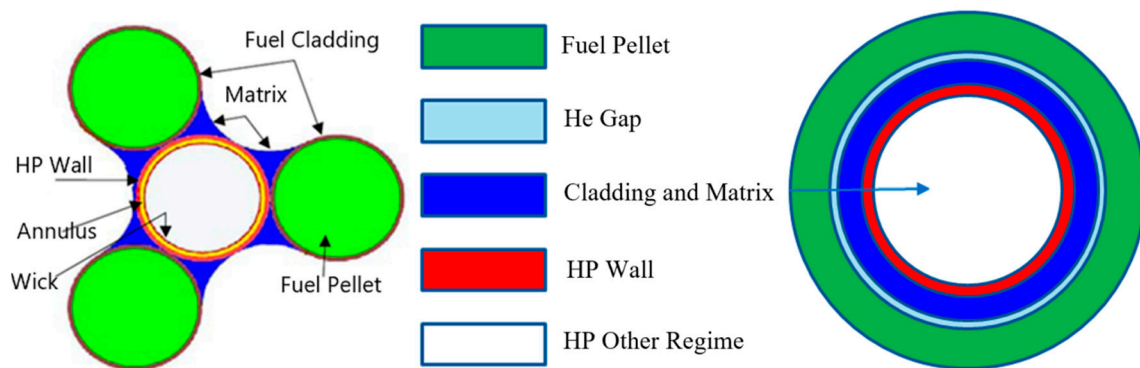 Fuel Cladding
Matrix
HP Wall
Annulus
Wick
Fuel Pellet
Fuel Pellet
He Gap
Cladding and Matrix
HP Wall
HP Other Regime